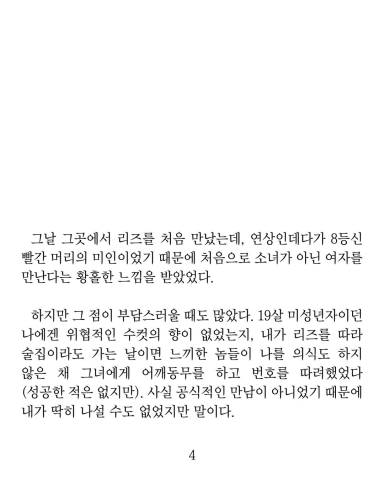 그날 그곳에서 리즈를 처음 만났는데, 연상인데다가 8등신
빨간 머리의 미인이었기 때문에 처음으로 소녀가 아닌 여자를
만난다는 황홀한 느낌을 받았었다.
하지만 그 점이 부담스러울 때도 많았다. 19살 미성년자이던
나에겐 위협적인 수컷의 향이 없었는지, 내가 리즈를 따라
술집이라도 가는 날이면 느끼한 놈들이 나를 의식도 하지
않은 채 그녀에게 어깨동무를 하고 번호를 따려했었다
(성공한 적은 없지만). 사실 공식적인 만남이 아니었기 때문에
내가 딱히 나설 수도 없었지만 말이다.
4